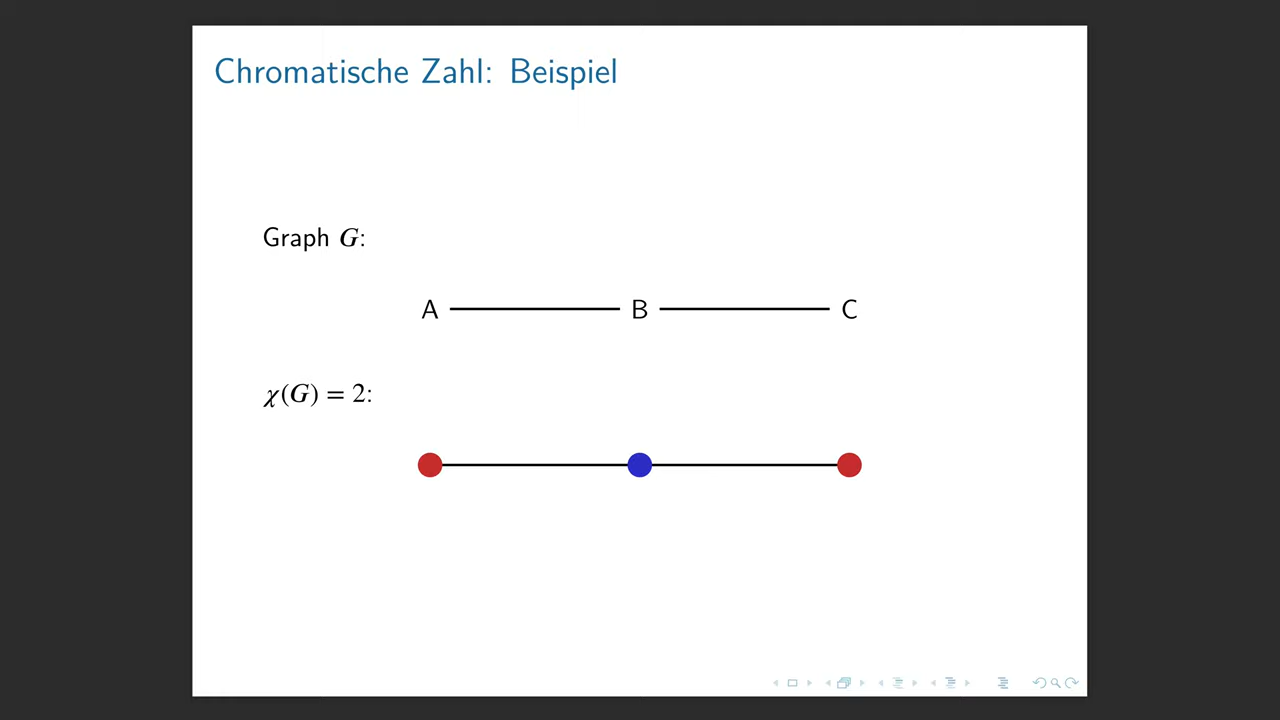 Chromatische Zahl: Beispiel
Graph G:
A B C
χ(G) = 2: